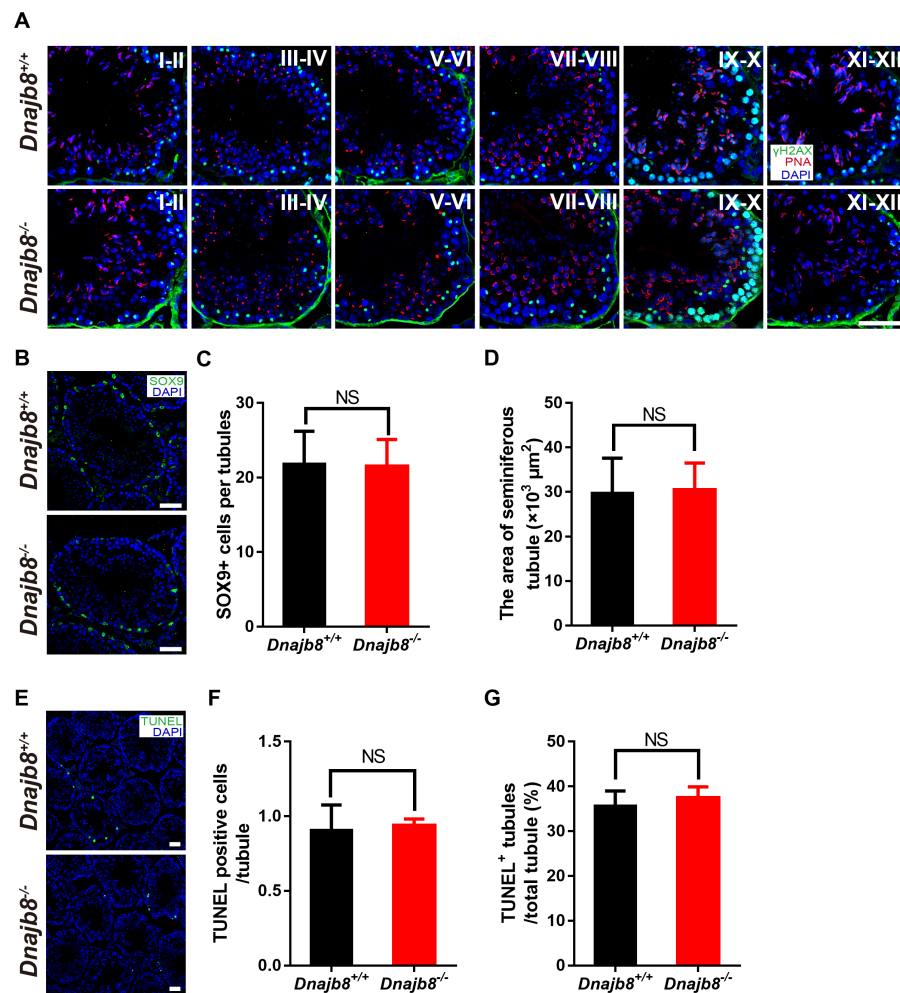 A
Dnajb8+/+
I-II
III-IV
V-VI
VII-VIII
IX-X
XI-XII
γH2AX
PNA
DAPI
Dnajb8-/-
I-II
III-IV
V-VI
VII-VIII
IX-X
XI-XII
B
SOX9
DAPI
Dnajb8+/+
Dnajb8-/-
C
SOX9+ cells per tubules
30
20
10
0
NS
Dnajb8+/+
Dnajb8-/-
D
The area of seminiferous
tubule (×10³ µm²)
50
40
30
20
10
0
NS
Dnajb8+/+
Dnajb8-/-
E
TUNEL
DAPI
Dnajb8+/+
Dnajb8-/-
F
TUNEL positive cells
/tubule
1.5
1.0
0.5
0.0
NS
Dnajb8+/+
Dnajb8-/-
G
TUNEL+ tubules
/total tubule (%)
50
40
30
20
10
0
NS
Dnajb8+/+
Dnajb8-/-